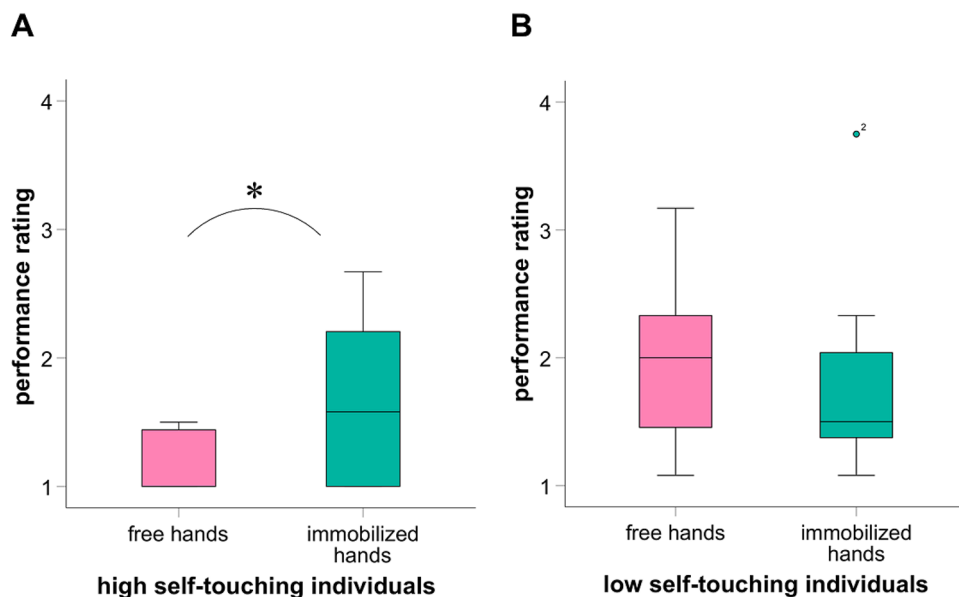 A
performance rating
4
3
2
1
*
free hands
immobilized
hands
high self-touching individuals
B
performance rating
4
3
2
1
2
free hands
immobilized
hands
low self-touching individuals